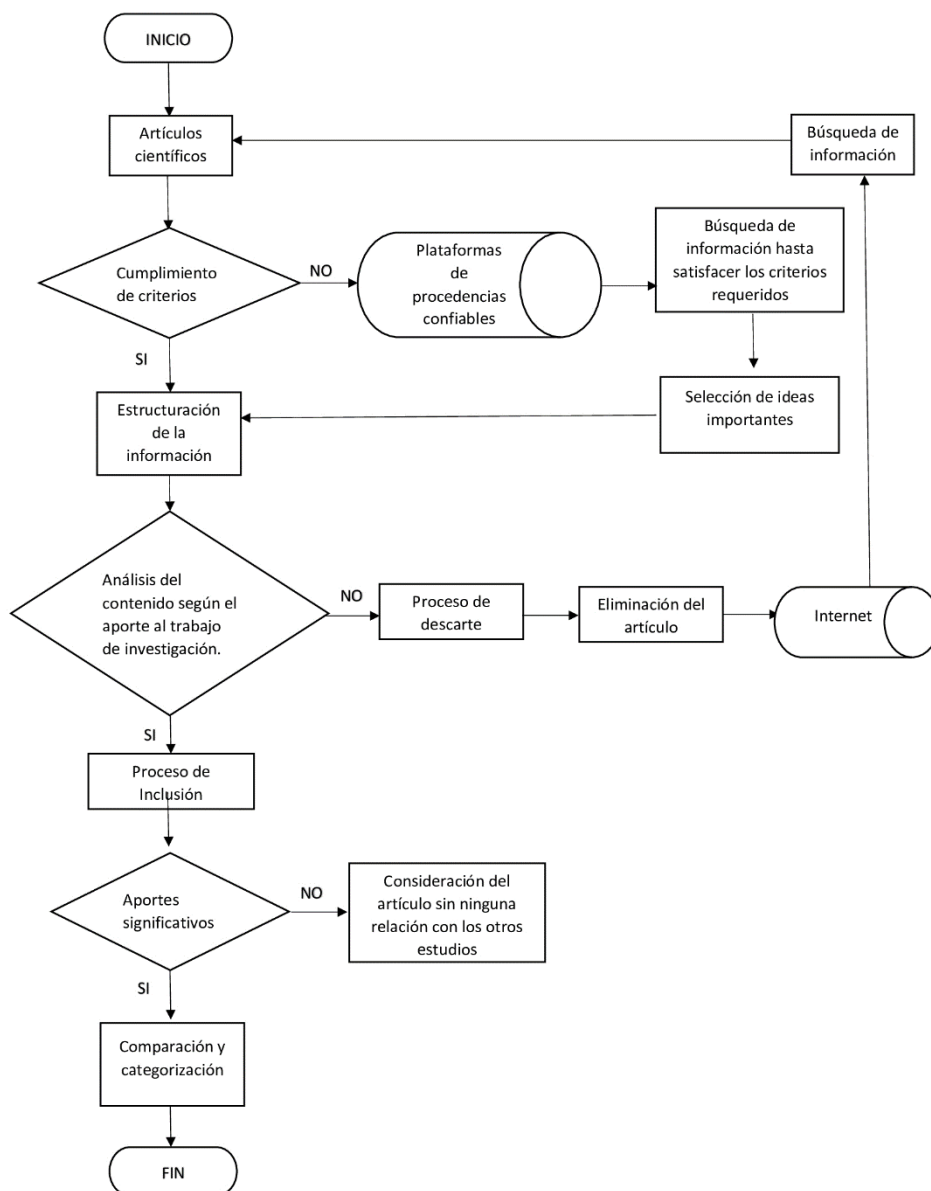 INICIO
Artículos
científicos
Búsqueda de
información
Cumplimiento
de criterios
NO
Plataformas
de
procedencias
confiables
Búsqueda de
información hasta
satisfacer los criterios
requeridos
SI
Estructuración
de la
información
Selección de ideas
importantes
Análisis del
contenido según el
aporte al trabajo
de investigación.
NO
Proceso de
descarte
Eliminación del
artículo
Internet
SI
Proceso de
Inclusión
Aportes
significativos
NO
Consideración del
artículo sin ninguna
relación con los otros
estudios
SI
Comparación y
categorización
FIN